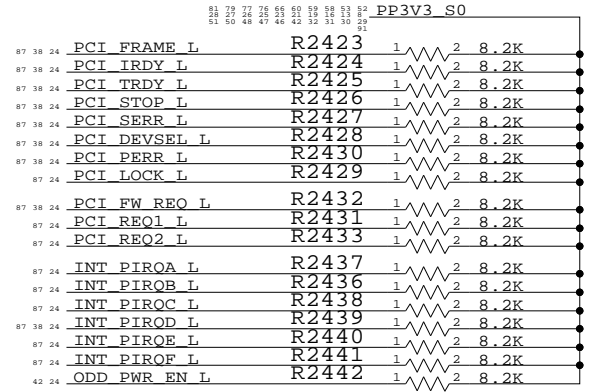 81 79 77 76 66 60 59 58 53 52 PP3V3_S0
28 27 26 25 23 21 19 16 13 8
51 50 48 47 46 42 32 31 30 29
91
87 38 24 PCI_FRAME_L R2423 1 2 8.2K
87 38 24 PCI_IRDY_L R2424 1 2 8.2K
87 38 24 PCI_TRDY_L R2425 1 2 8.2K
87 38 24 PCI_STOP_L R2426 1 2 8.2K
87 38 24 PCI_SERR_L R2427 1 2 8.2K
87 38 24 PCI_DEVSEL_L R2428 1 2 8.2K
87 38 24 PCI_PERR_L R2430 1 2 8.2K
87 24 PCI_LOCK_L R2429 1 2 8.2K
87 38 24 PCI_FW_REQ_L R2432 1 2 8.2K
87 24 PCI_REQ1_L R2431 1 2 8.2K
87 24 PCI_REQ2_L R2433 1 2 8.2K
87 24 INT_PIRQA_L R2437 1 2 8.2K
87 24 INT_PIRQB_L R2436 1 2 8.2K
87 24 INT_PIRQC_L R2438 1 2 8.2K
87 38 24 INT_PIRQD_L R2439 1 2 8.2K
87 24 INT_PIRQE_L R2440 1 2 8.2K
87 24 INT_PIRQF_L R2441 1 2 8.2K
42 24 ODD_PWR_EN_L R2442 1 2 8.2K